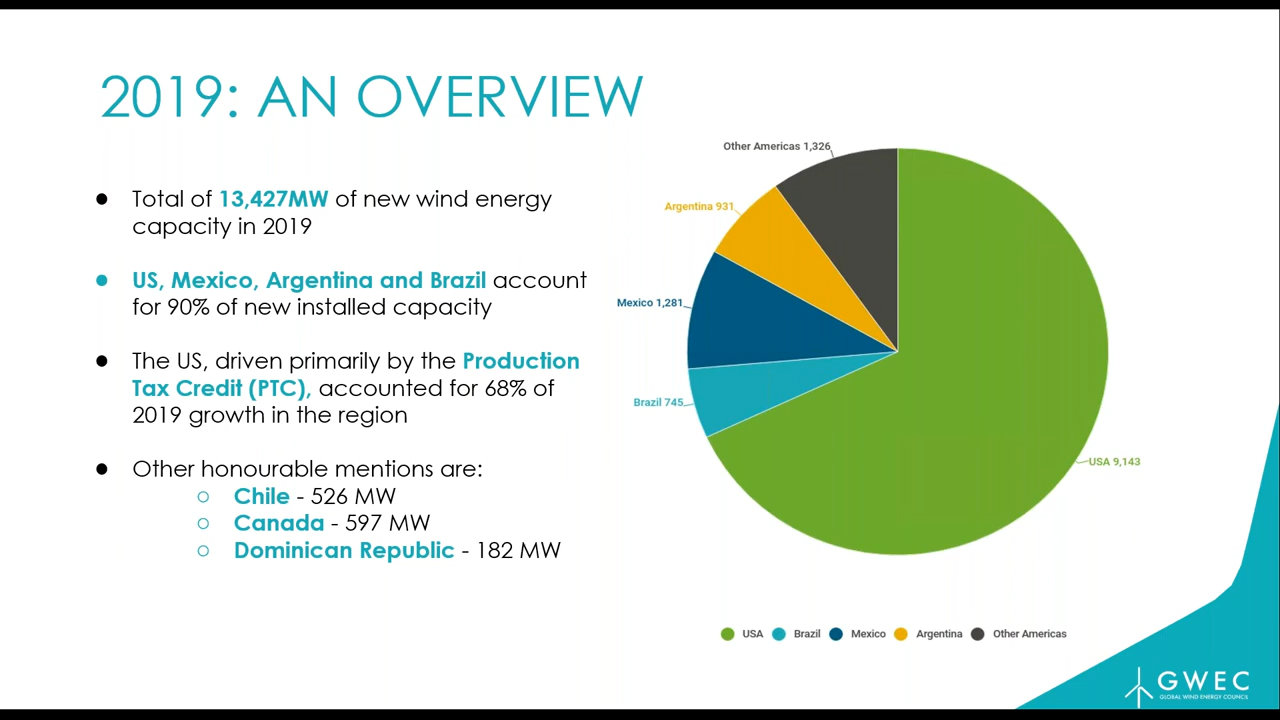 2019: AN OVERVIEW
● Total of 13,427MW of new wind energy
capacity in 2019
● US, Mexico, Argentina and Brazil account
for 90% of new installed capacity
● The US, driven primarily by the Production
Tax Credit (PTC), accounted for 68% of
2019 growth in the region
● Other honourable mentions are:
○ Chile - 526 MW
○ Canada - 597 MW
○ Dominican Republic - 182 MW
Other Americas 1,326
Argentina 931
Mexico 1,281
Brazil 745
USA 9,143
USA Brazil Mexico Argentina Other Americas
GWEC
GLOBAL WIND ENERGY COUNCIL